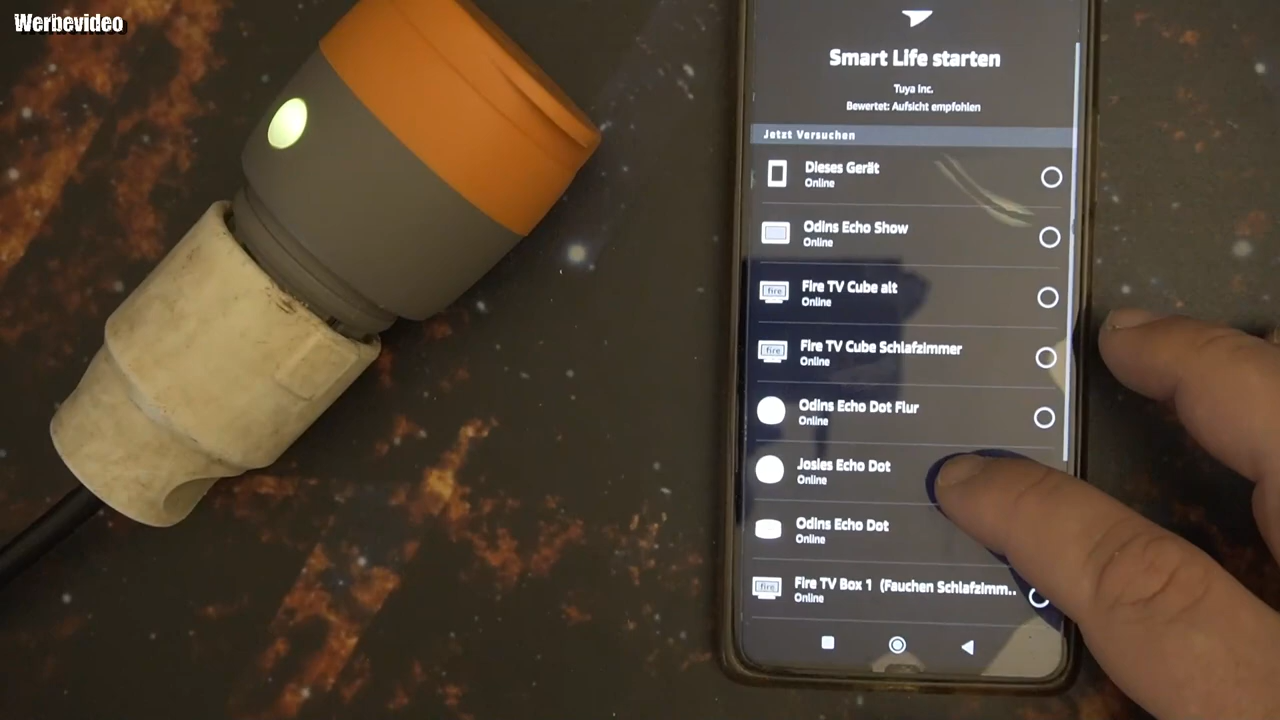 Werbevideo
Smart Life starten
Tuya Inc.
Bewertet: Aufsicht empfohlen
Jetzt Versuchen
Dieses Gerät
Online
Odins Echo Show
Online
fire
Fire TV Cube alt
Online
fire
Fire TV Cube Schlafzimmer
Online
Odins Echo Dot Flur
Online
Josies Echo Dot
Online
Odins Echo Dot
Online
fire
Fire TV Box 1 (Fauchen Schlafzimm..
Online